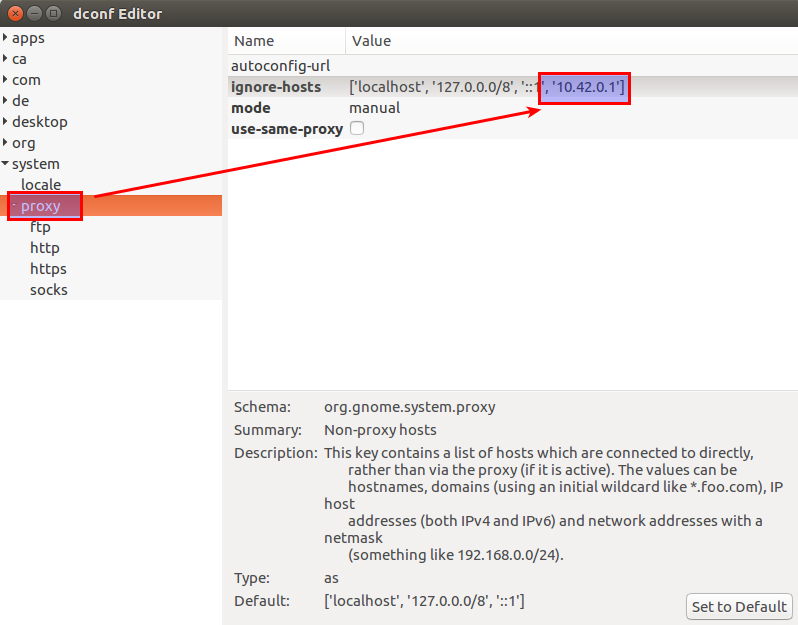 dconf Editor
apps
ca
com
de
desktop
org
system
locale
proxy
ftp
http
https
socks
Name Value
autoconfig-url
ignore-hosts ['localhost', '127.0.0.0/8', '::1', '10.42.0.1']
mode manual
use-same-proxy
Schema: org.gnome.system.proxy
Summary: Non-proxy hosts
Description: This key contains a list of hosts which are connected to directly,
rather than via the proxy (if it is active). The values can be
hostnames, domains (using an initial wildcard like *.foo.com), IP
host
addresses (both IPv4 and IPv6) and network addresses with a
netmask
(something like 192.168.0.0/24).
Type: as
Default: ['localhost', '127.0.0.0/8', '::1']
Set to Default